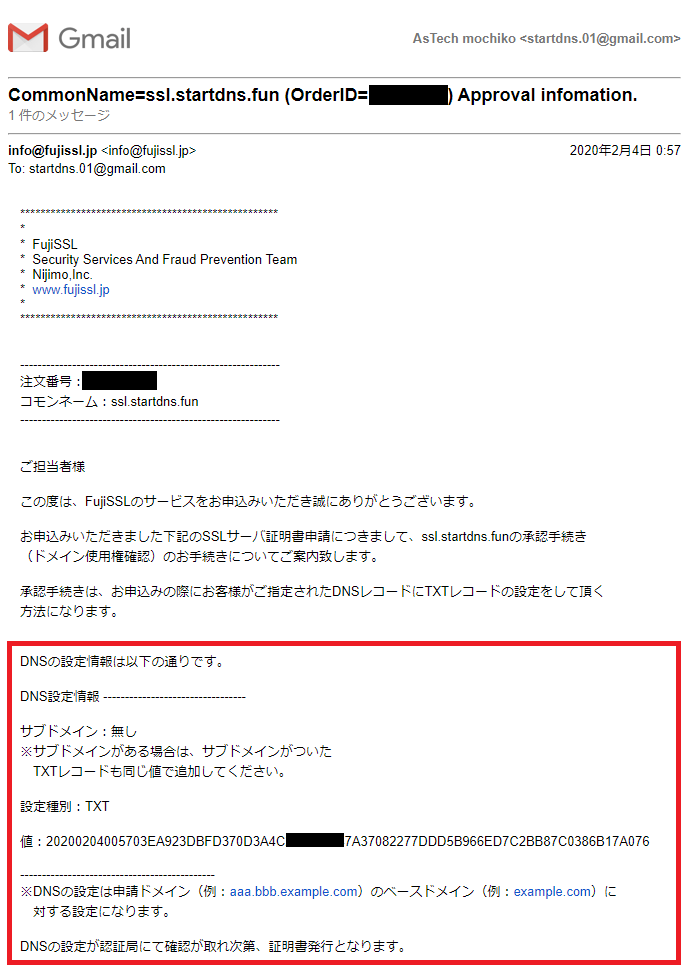 Gmail
AsTech mochiko <startdns.01@gmail.com>
CommonName=ssl.startdns.fun (OrderID=) Approval infomation.
1 件のメッセージ
info@fujissl.jp <info@fujissl.jp>
2020年2月4日 0:57
To: startdns.01@gmail.com
***************************************************
*
* FujiSSL
* Security Services And Fraud Prevention Team
* Nijimo,Inc.
* www.fujissl.jp
*
***************************************************
------------------------------------------------------------
注文番号：
コモンネーム：ssl.startdns.fun
------------------------------------------------------------
ご担当者様
この度は、FujiSSLのサービスをお申込みいただき誠にありがとうございます。
お申込みいただきました下記のSSLサーバ証明書申請につきまして、ssl.startdns.funの承認手続き
（ドメイン使用権確認）のお手続きについてご案内致します。
承認手続きは、お申込みの際にお客様がご指定されたDNSレコードにTXTレコードの設定をして頂く
方法になります。
DNSの設定情報は以下の通りです。
DNS設定情報 ---------------------------------
サブドメイン：無し
※サブドメインがある場合は、サブドメインがついた
TXTレコードも同じ値で追加してください。
設定種別：TXT
値：20200204005703EA923DBFD370D3A4C7A37082277DDD5B966ED7C2BB87C0386B17A076
---------------------------------------------
※DNSの設定は申請ドメイン（例：aaa.bbb.example.com）のベースドメイン（例：example.com）に
対する設定になります。
DNSの設定が認証局にて確認が取れ次第、証明書発行となります。